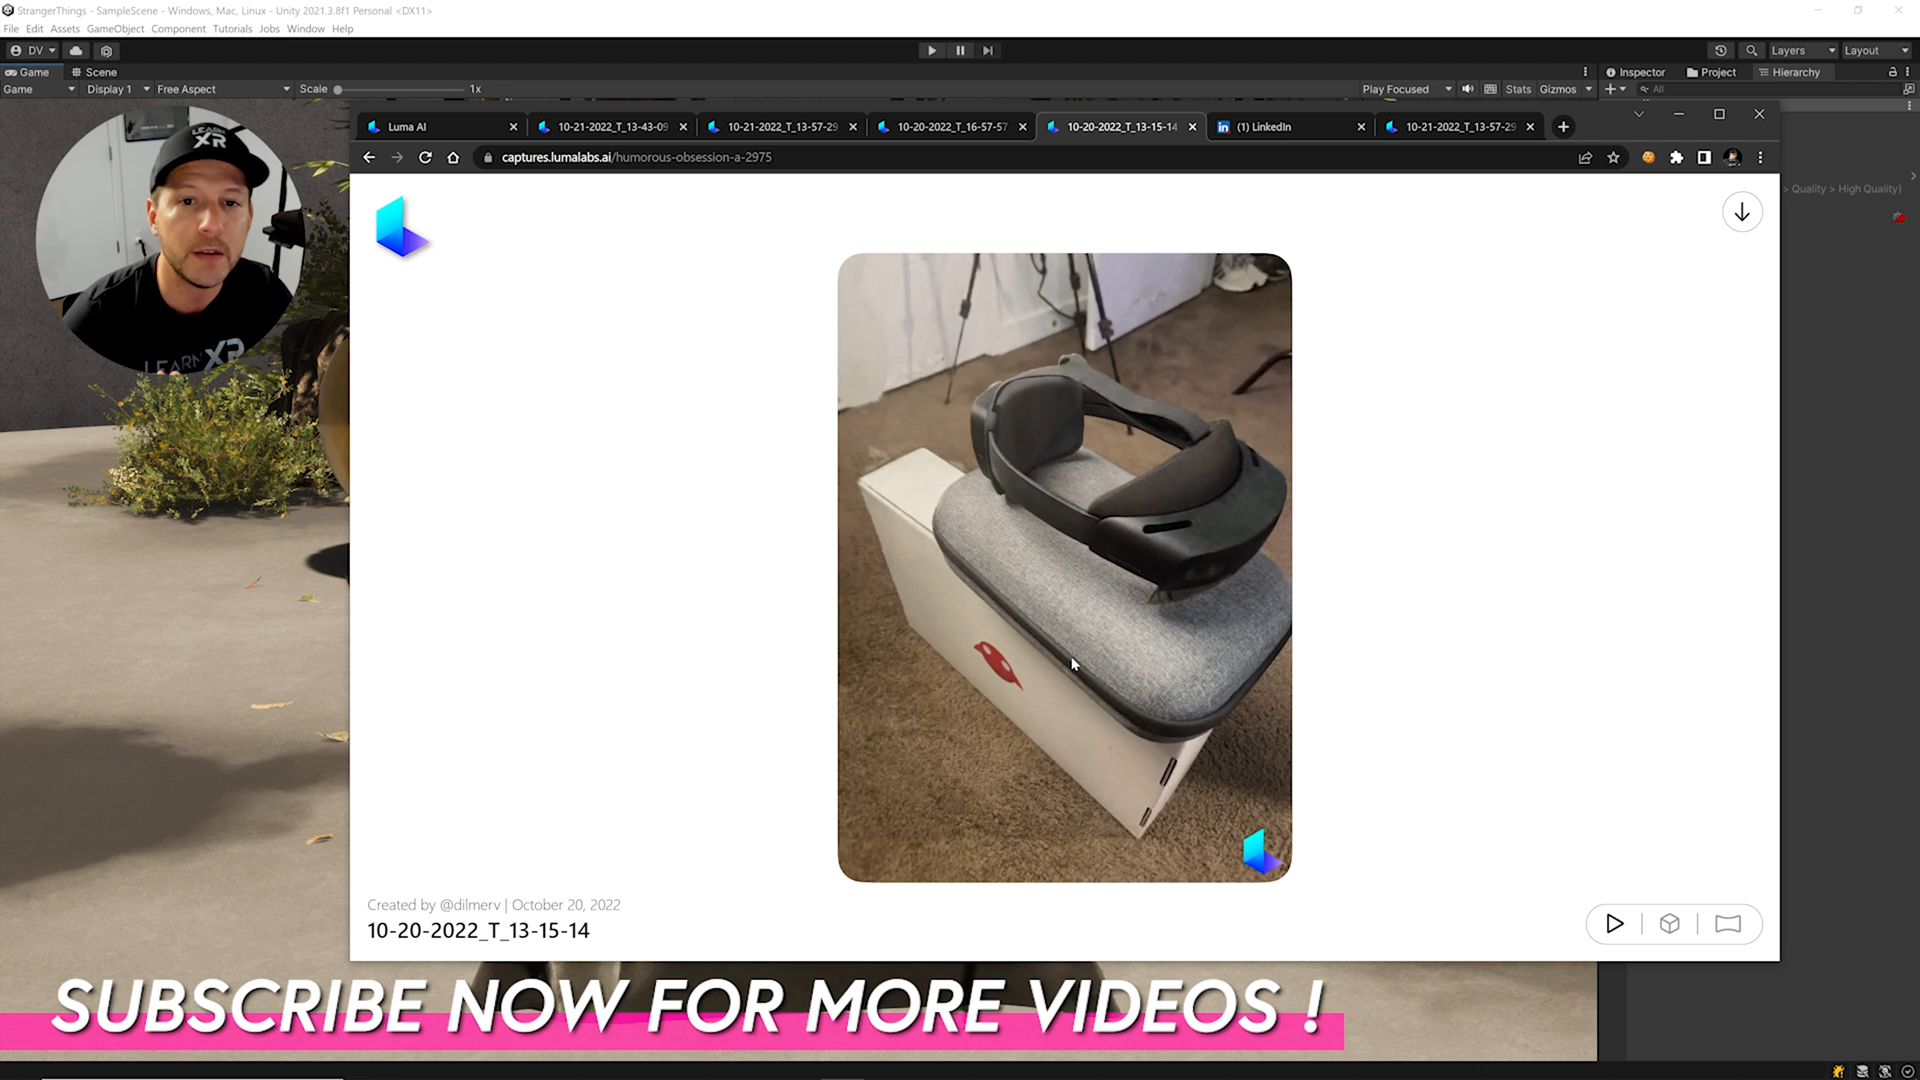 StrangerThings - SampleScene - Windows, Mac, Linux - Unity 2021.3.8f1 Personal <DX11>
File Edit Assets GameObject Component Tutorials Jobs Window Help
DV Layers Layout
Game Scene Inspector Project Hierarchy
Game Display 1 Free Aspect Scale 1x Play Focused Stats Gizmos All
Luma AI 10-21-2022_T_13-43-09 10-21-2022_T_13-57-29 10-20-2022_T_16-57-57 10-20-2022_T_13-15-14 (1) LinkedIn 10-21-2022_T_13-57-29
captures.lumalabs.ai/humorous-obsession-a-2975
> Quality > High Quality)
LEARN
XR
LEARN XR
Created by @dilmerv | October 20, 2022
10-20-2022_T_13-15-14
SUBSCRIBE NOW FOR MORE VIDEOS !